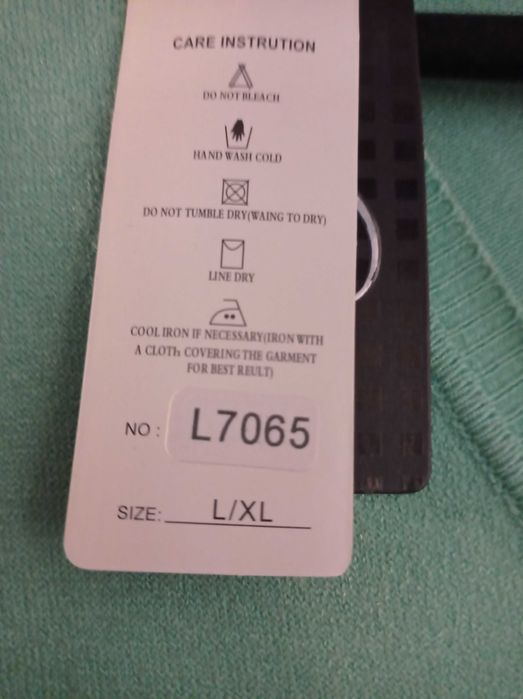 CARE INSTRUTION
DO NOT BLEACH
HAND WASH COLD
DO NOT TUMBLE DRY(WAING TO DRY)
LINE DRY
COOL IRON IF NECESSARY(IRON WITH
A CLOTh COVERING THE GARMENT
FOR BEST REULT)
NO : L7065
SIZE: L/XL